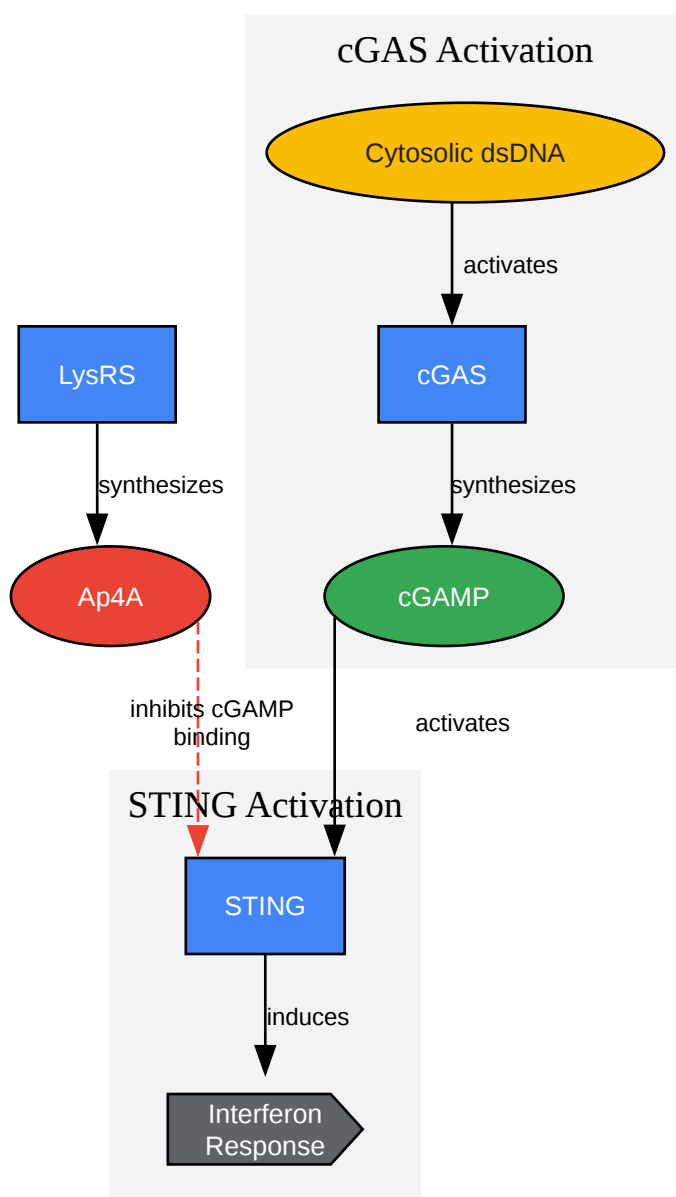 cGAS Activation
Cytosolic dsDNA
activates
LysRS
cGAS
synthesizes
synthesizes
Ap4A
cGAMP
inhibits cGAMP
binding
activates
STING Activation
STING
induces
Interferon
Response